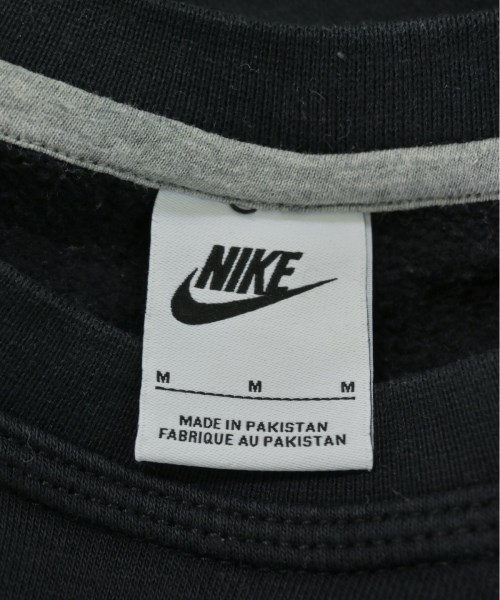 NIKE
M M M
MADE IN PAKISTAN
FABRIQUE AU PAKISTAN